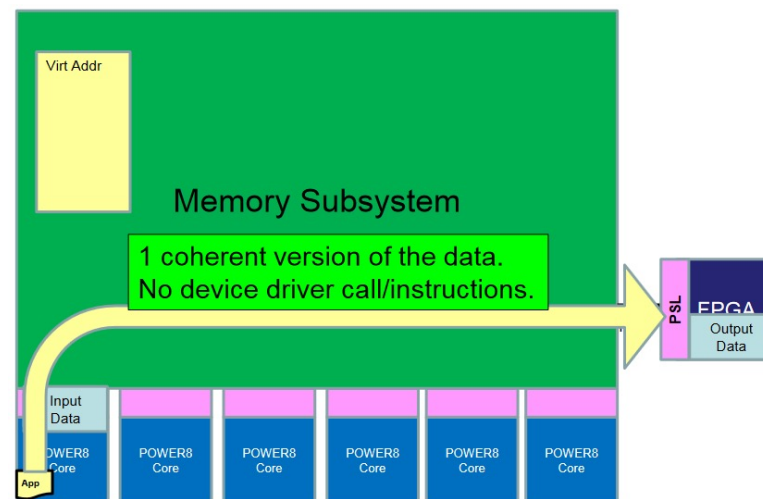 Virt Addr
Memory Subsystem
1 coherent version of the data.
No device driver call/instructions.
PSL
FPGA
Output
Data
Input
Data
POWER8
Core
App
POWER8
Core
POWER8
Core
POWER8
Core
POWER8
Core
POWER8
Core